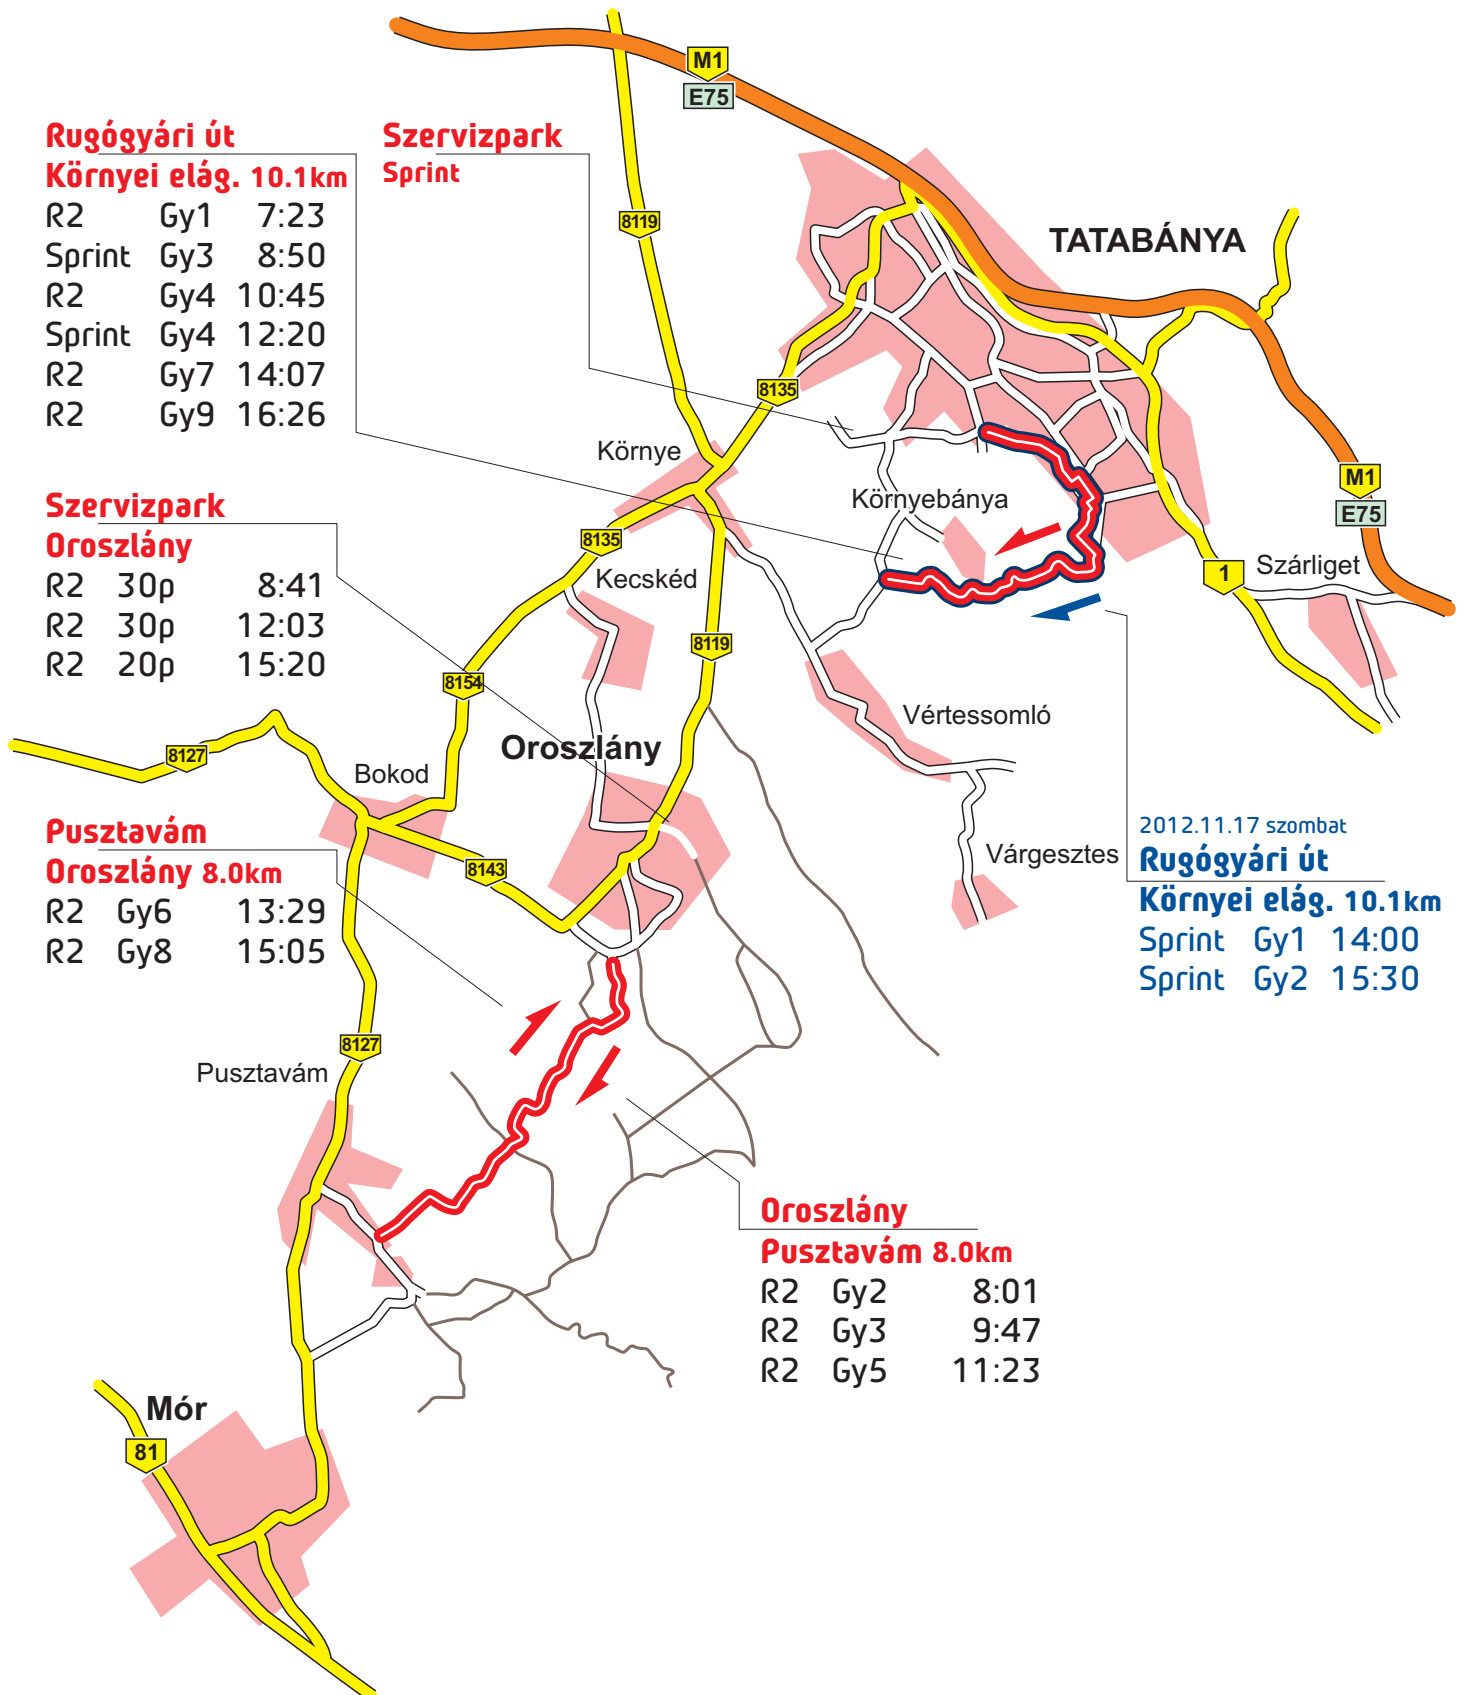 M1
E75
Rugógyári út
Környei elág. 10.1km
R2 Gy1 7:23
Sprint Gy3 8:50
R2 Gy4 10:45
Sprint Gy4 12:20
R2 Gy7 14:07
R2 Gy9 16:26
Szervizpark
Sprint
8119
TATABÁNYA
8135
Környe
Környebánya
M1
E75
Szervizpark
Oroszlány
R2 30p 8:41
R2 30p 12:03
R2 20p 15:20
8135
Kecskéd
1
Szárliget
8119
8154
Vértessomló
8127
Oroszlány
Bokod
Pusztavám
Oroszlány 8.0km
R2 Gy6 13:29
R2 Gy8 15:05
8143
Várgesztes
2012.11.17 szombat
Rugógyári út
Környei elág. 10.1km
Sprint Gy1 14:00
Sprint Gy2 15:30
8127
Pusztavám
Oroszlány
Pusztavám 8.0km
R2 Gy2 8:01
R2 Gy3 9:47
R2 Gy5 11:23
Mór
81